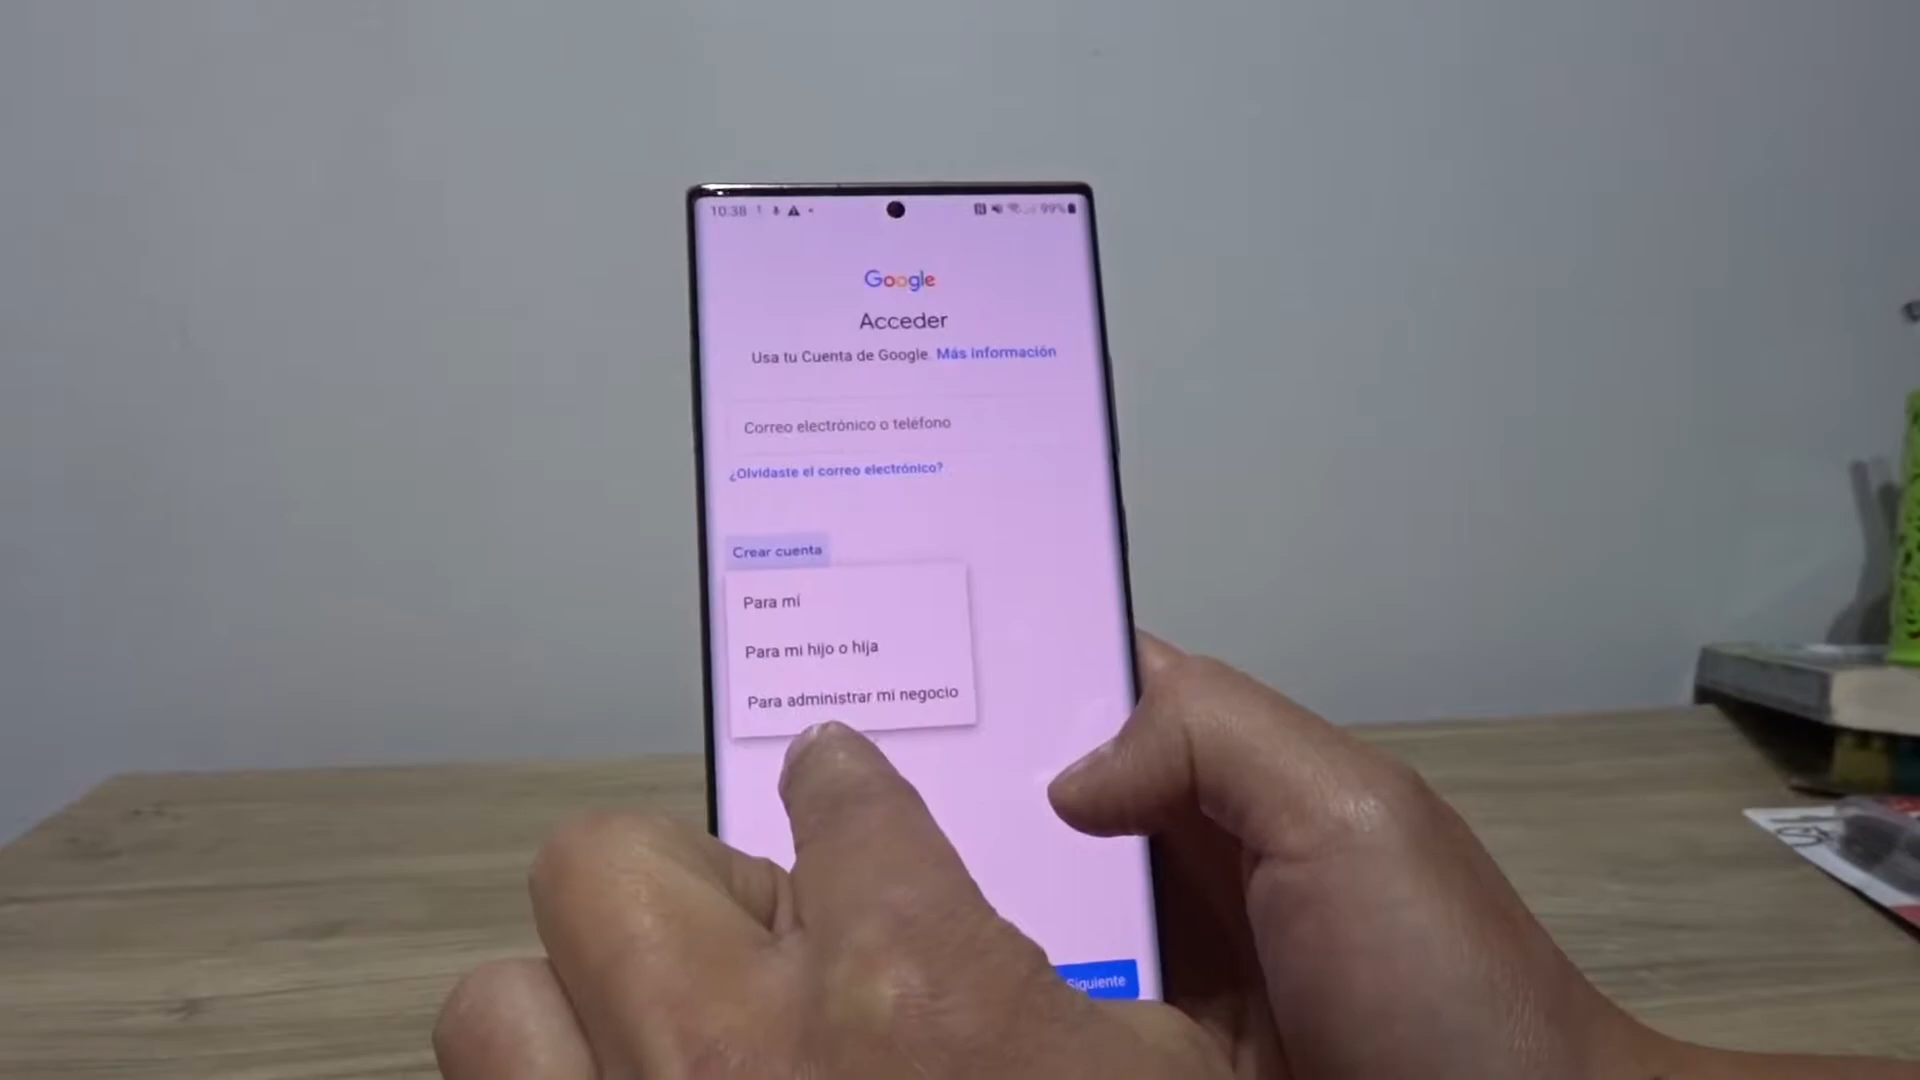 10:38
99%
Google
Acceder
Usa tu Cuenta de Google. Más información
Correo electrónico o teléfono
¿Olvidaste el correo electrónico?
Crear cuenta
Para mí
Para mi hijo o hija
Para administrar mi negocio
Siguiente